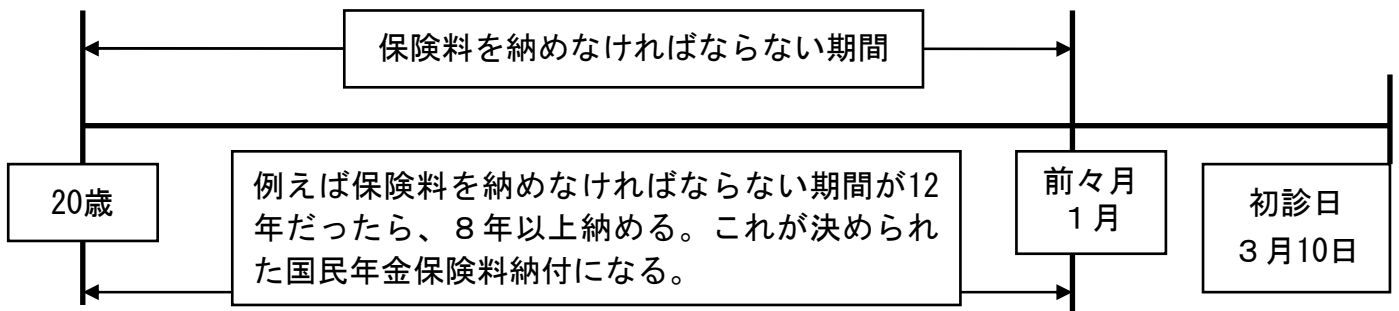 保険料を納めなければならない期間
20歳
例えば保険料を納めなければならない期間が12
年だったら、８年以上納める。これが決められ
た国民年金保険料納付になる。
前々月
１月
初診日
３月10日